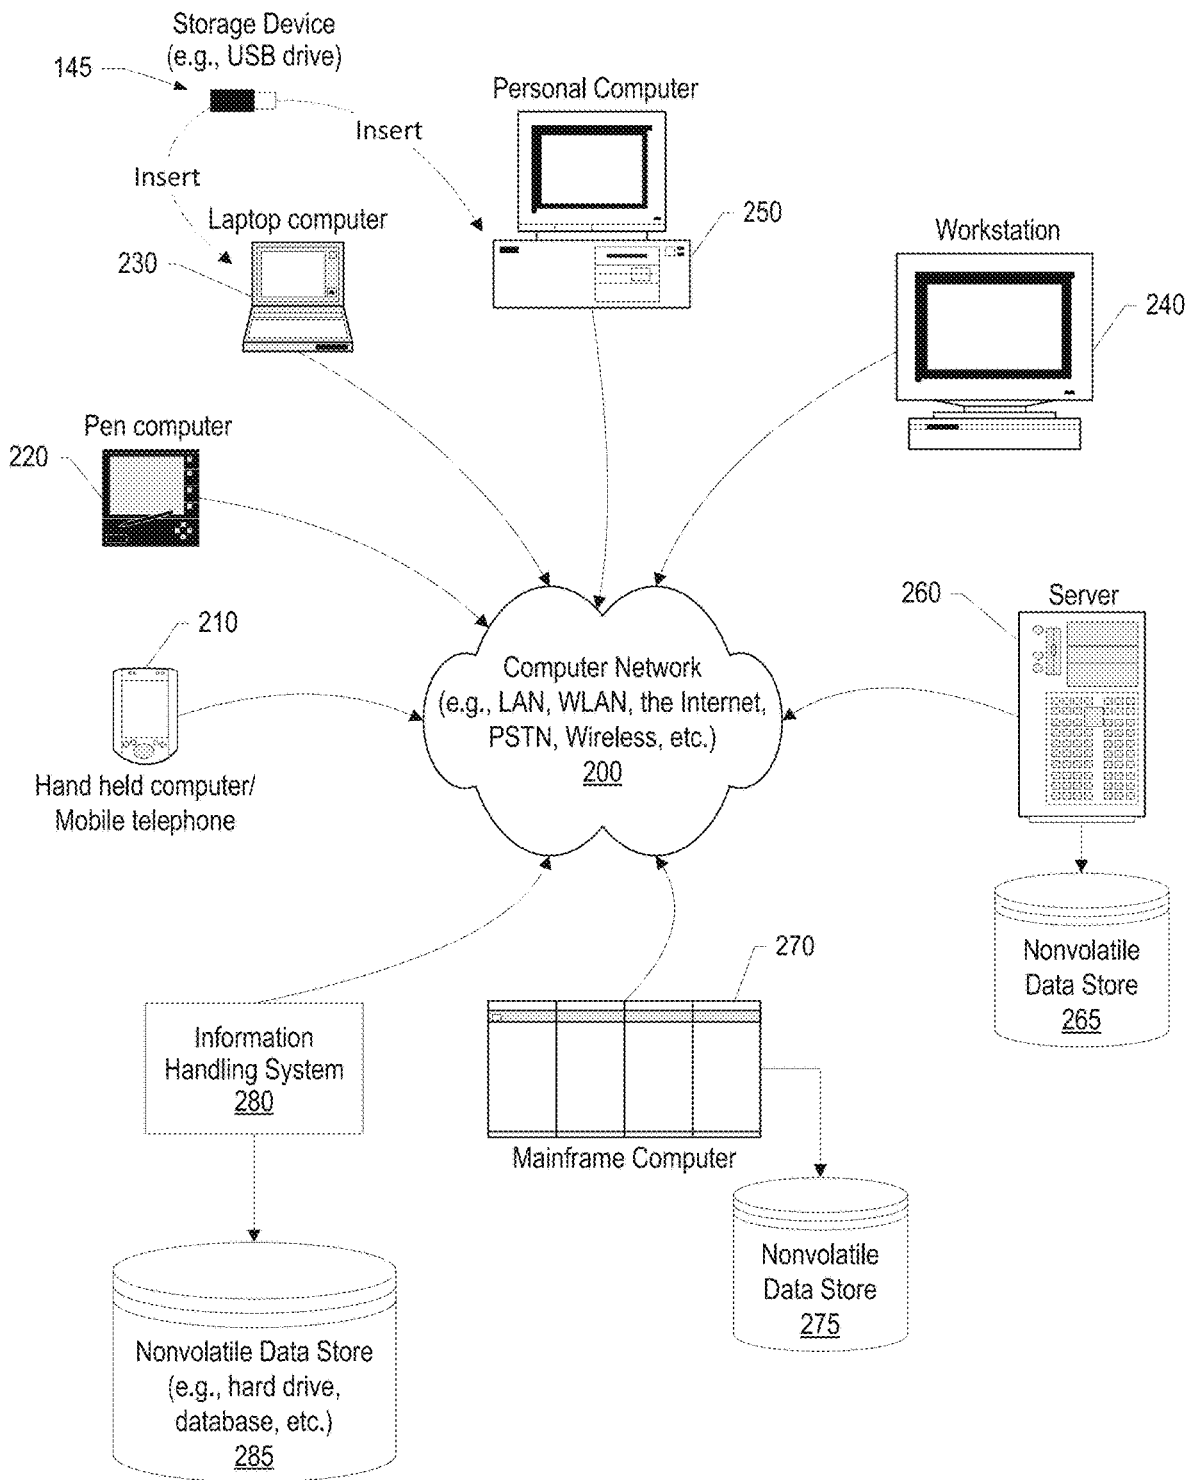 Storage Device
(e.g., USB drive)
145
Insert
Insert
Personal Computer
250
Laptop computer
230
Workstation
240
Pen computer
220
260
Server
210
Hand held computer/
Mobile telephone
Computer Network
(e.g., LAN, WLAN, the Internet,
PSTN, Wireless, etc.)
200
Nonvolatile
Data Store
265
270
Mainframe Computer
Information
Handling System
280
Nonvolatile
Data Store
275
Nonvolatile Data Store
(e.g., hard drive,
database, etc.)
285